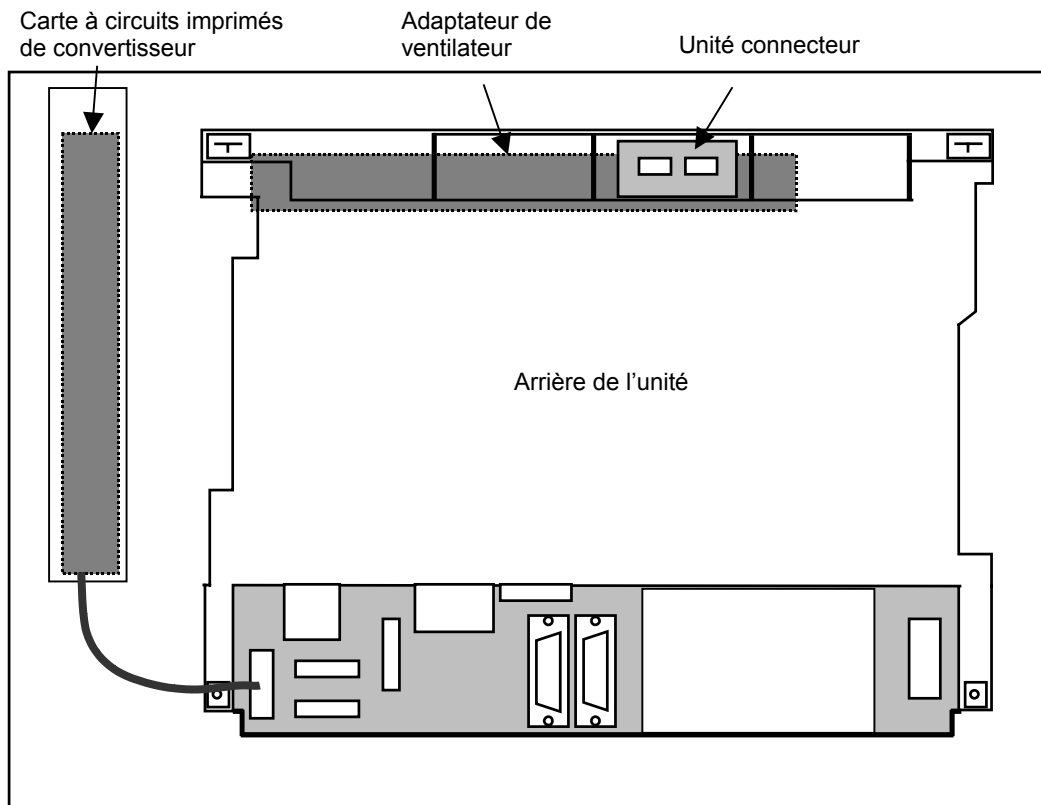 Carte à circuits imprimés
de convertisseur
Adaptateur de
ventilateur
Unité connecteur
Arrière de l’unité